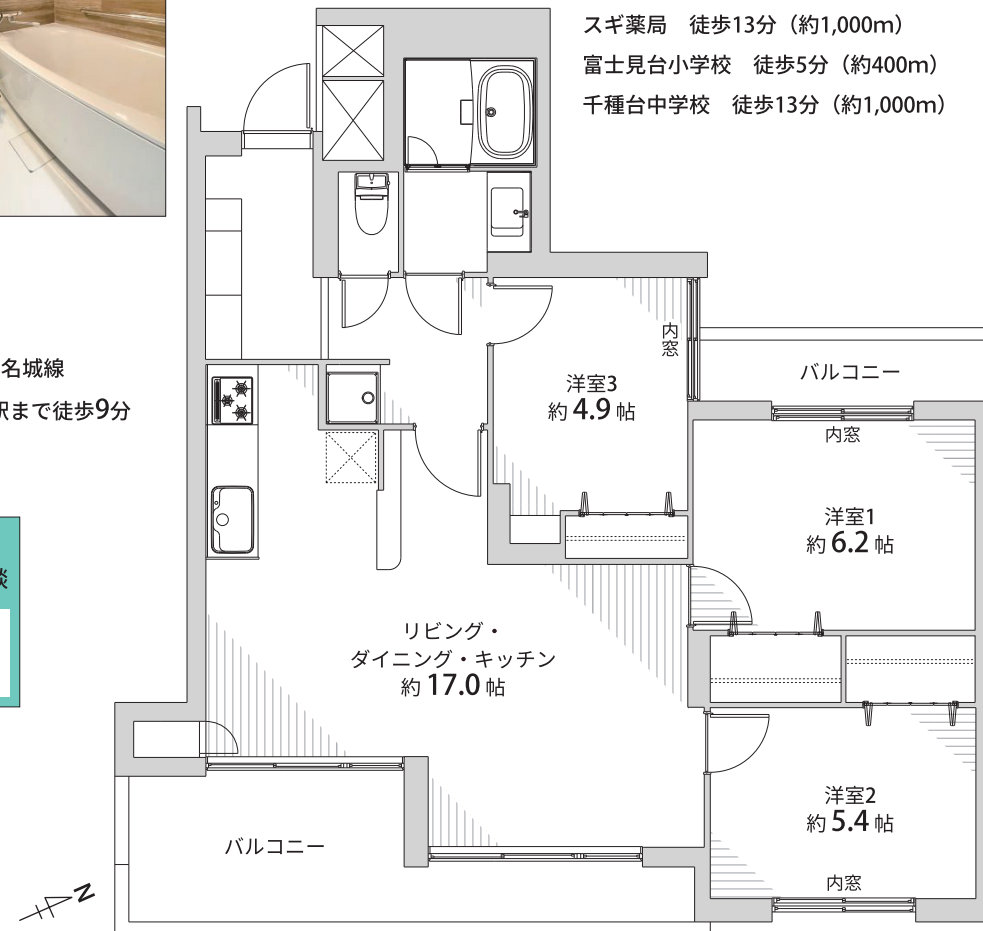 スギ薬局　徒歩13分（約1,000m）
富士見台小学校　徒歩5分（約400m）
千種台中学校　徒歩13分（約1,000m）
名城線
駅まで徒歩9分
談
内窓
バルコニー
洋室3
約 4.9 帖
内窓
洋室1
約 6.2 帖
リビング・
ダイニング・キッチン
約 17.0 帖
洋室2
約 5.4 帖
バルコニー
内窓
N